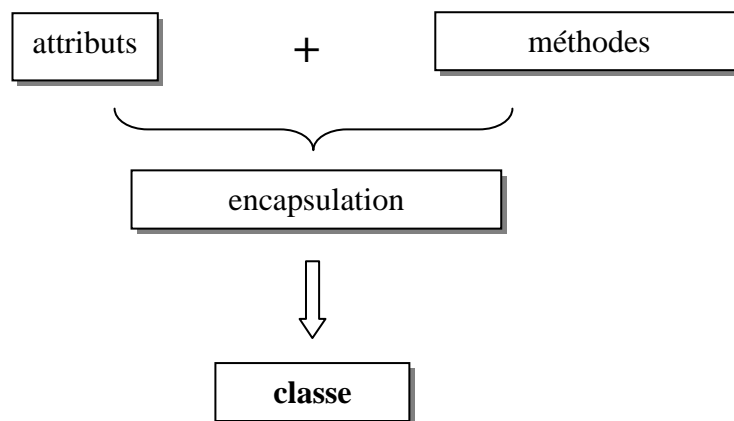 attributs + méthodes
encapsulation
classe